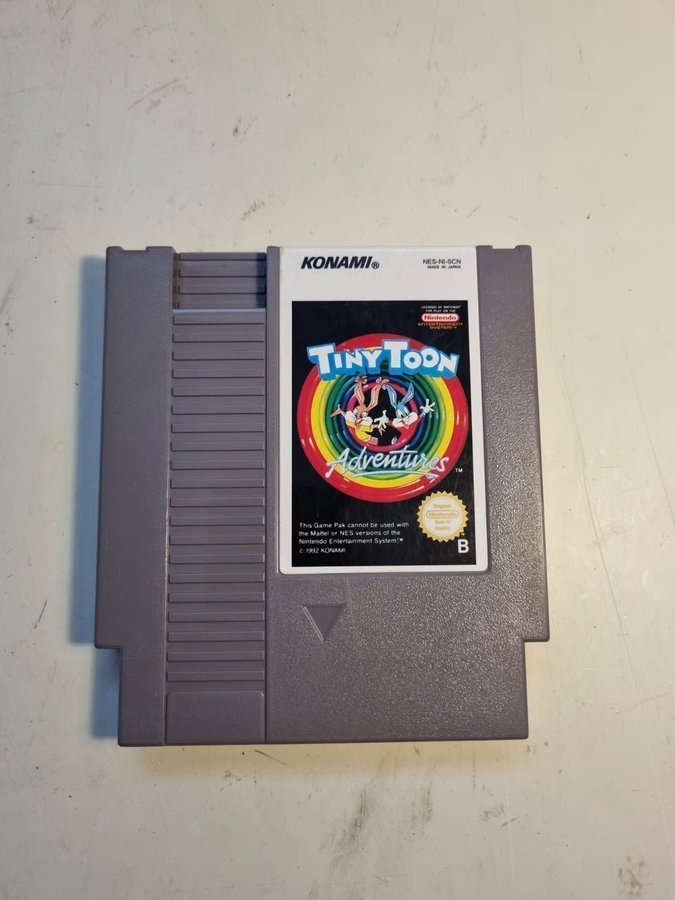 KONAMI®
NES-NI-SCN
MADE IN JAPAN
LICENSED BY NINTENDO®
FOR PLAY ON THE
Nintendo
ENTERTAINMENT
SYSTEM™
TINY TOON
Adventures™
Original
Nintendo
Seal of
Quality
This Game Pak cannot be used with
the Mattel or NES versions of the
Nintendo Entertainment System.™
c 1992 KONAMI
B